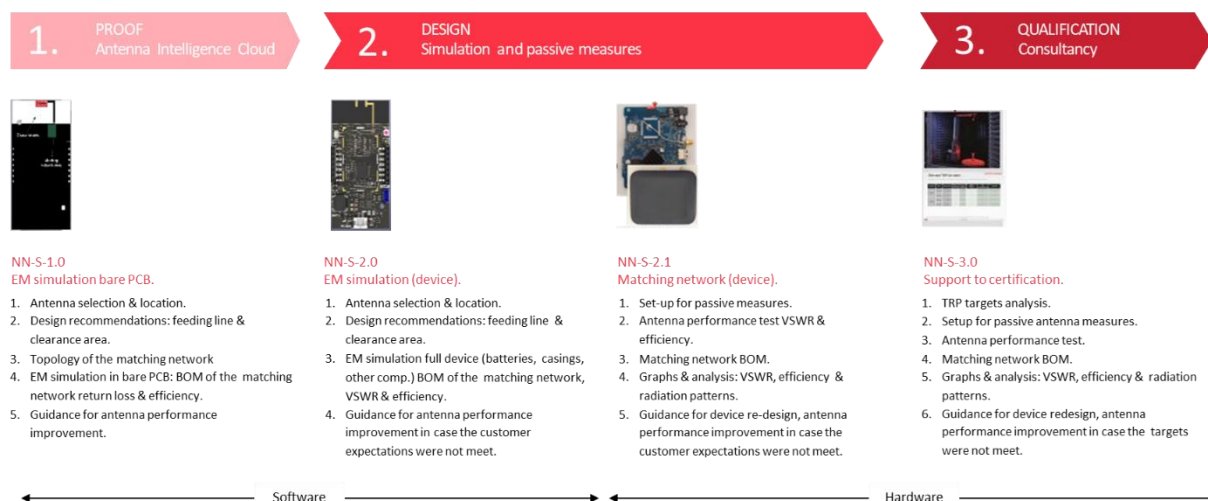 1.
PROOF
Antenna Intelligence Cloud
2.
DESIGN
Simulation and passive measures
3.
QUALIFICATION
Consultancy
NN-S-1.0
EM simulation bare PCB.
1. Antenna selection & location.
2. Design recommendations: feeding line &
clearance area.
3. Topology of the matching network
4. EM simulation in bare PCB: BOM of the matching
network return loss & efficiency.
5. Guidance for antenna performance
improvement.
NN-S-2.0
EM simulation (device).
1. Antenna selection & location.
2. Design recommendations: feeding line &
clearance area.
3. EM simulation full device (batteries, casings,
other comp.) BOM of the matching network,
VSWR & efficiency.
4. Guidance for antenna performance
improvement in case the customer
expectations were not meet.
NN-S-2.1
Matching network (device).
1. Set-up for passive measures.
2. Antenna performance test VSWR &
efficiency.
3. Matching network BOM.
4. Graphs & analysis: VSWR, efficiency &
radiation patterns.
5. Guidance for device re-design, antenna
performance improvement in case the
customer expectations were not meet.
NN-S-3.0
Support to certification.
1. TRP targets analysis.
2. Setup for passive antenna measures.
3. Antenna performance test.
4. Matching network BOM.
5. Graphs & analysis: VSWR, efficiency & radiation
patterns.
6. Guidance for device redesign, antenna
performance improvement in case the targets
were not meet.
Software
Hardware